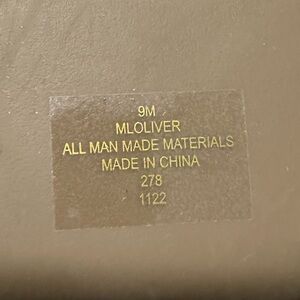 9M
MLOLIVER
ALL MAN MADE MATERIALS
MADE IN CHINA
278
1122